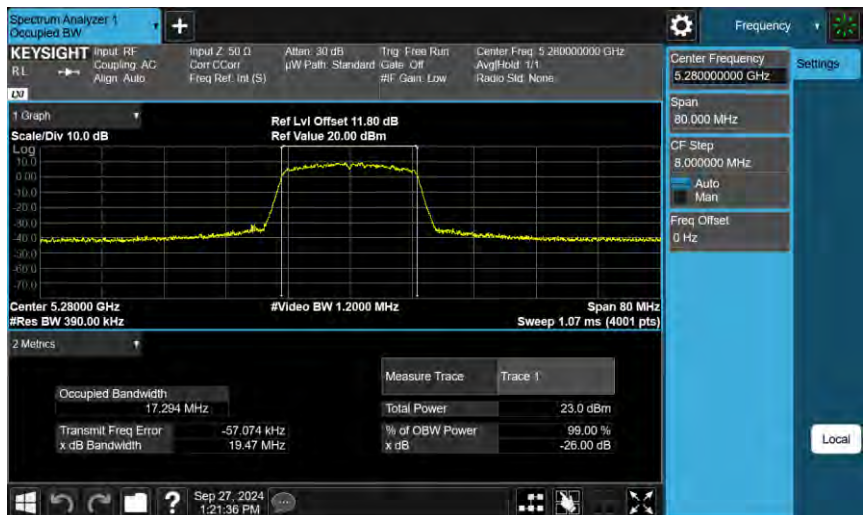 Spectrum Analyzer 1
Occupied BW
Frequency
KEYSIGHT Input: RF Input Z: 50 Ω Atten: 30 dB Trig: Free Run Center Freq: 5.280000000 GHz
RL Coupling: AC Corr CCorr µW Path: Standard Gate: Off Avg|Hold: 1/1
Align: Auto Freq Ref: Int (S) #IF Gain: Low Radio Std: None
LXI
1 Graph
Scale/Div 10.0 dB
Ref Lvl Offset 11.80 dB
Ref Value 20.00 dBm
Log
10.0
0.00
-10.0
-20.0
-30.0
-40.0
-50.0
-60.0
-70.0
Center 5.28000 GHz #Video BW 1.2000 MHz Span 80 MHz
#Res BW 390.00 kHz Sweep 1.07 ms (4001 pts)
2 Metrics
Measure Trace Trace 1
Occupied Bandwidth
17.294 MHz
Total Power 23.0 dBm
Transmit Freq Error -57.074 kHz
% of OBW Power 99.00 %
x dB Bandwidth 19.47 MHz
x dB -26.00 dB
Center Frequency
5.280000000 GHz
Settings
Span
80.000 MHz
CF Step
8.000000 MHz
Auto
Man
Freq Offset
0 Hz
Local
Sep 27, 2024
1:21:36 PM